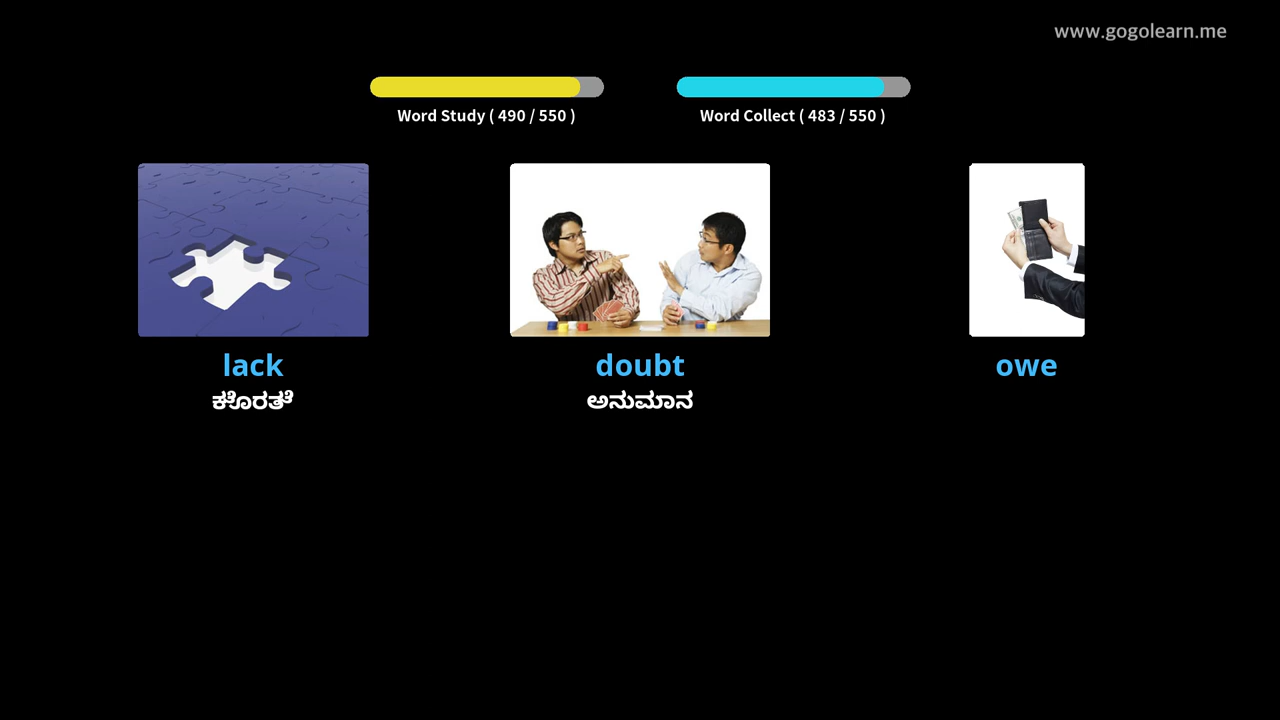 www.gogolearn.me
Word Study ( 490 / 550 )
Word Collect ( 483 / 550 )
lack
doubt
owe
ಕೊರತೆ
ಅನುಮಾನ